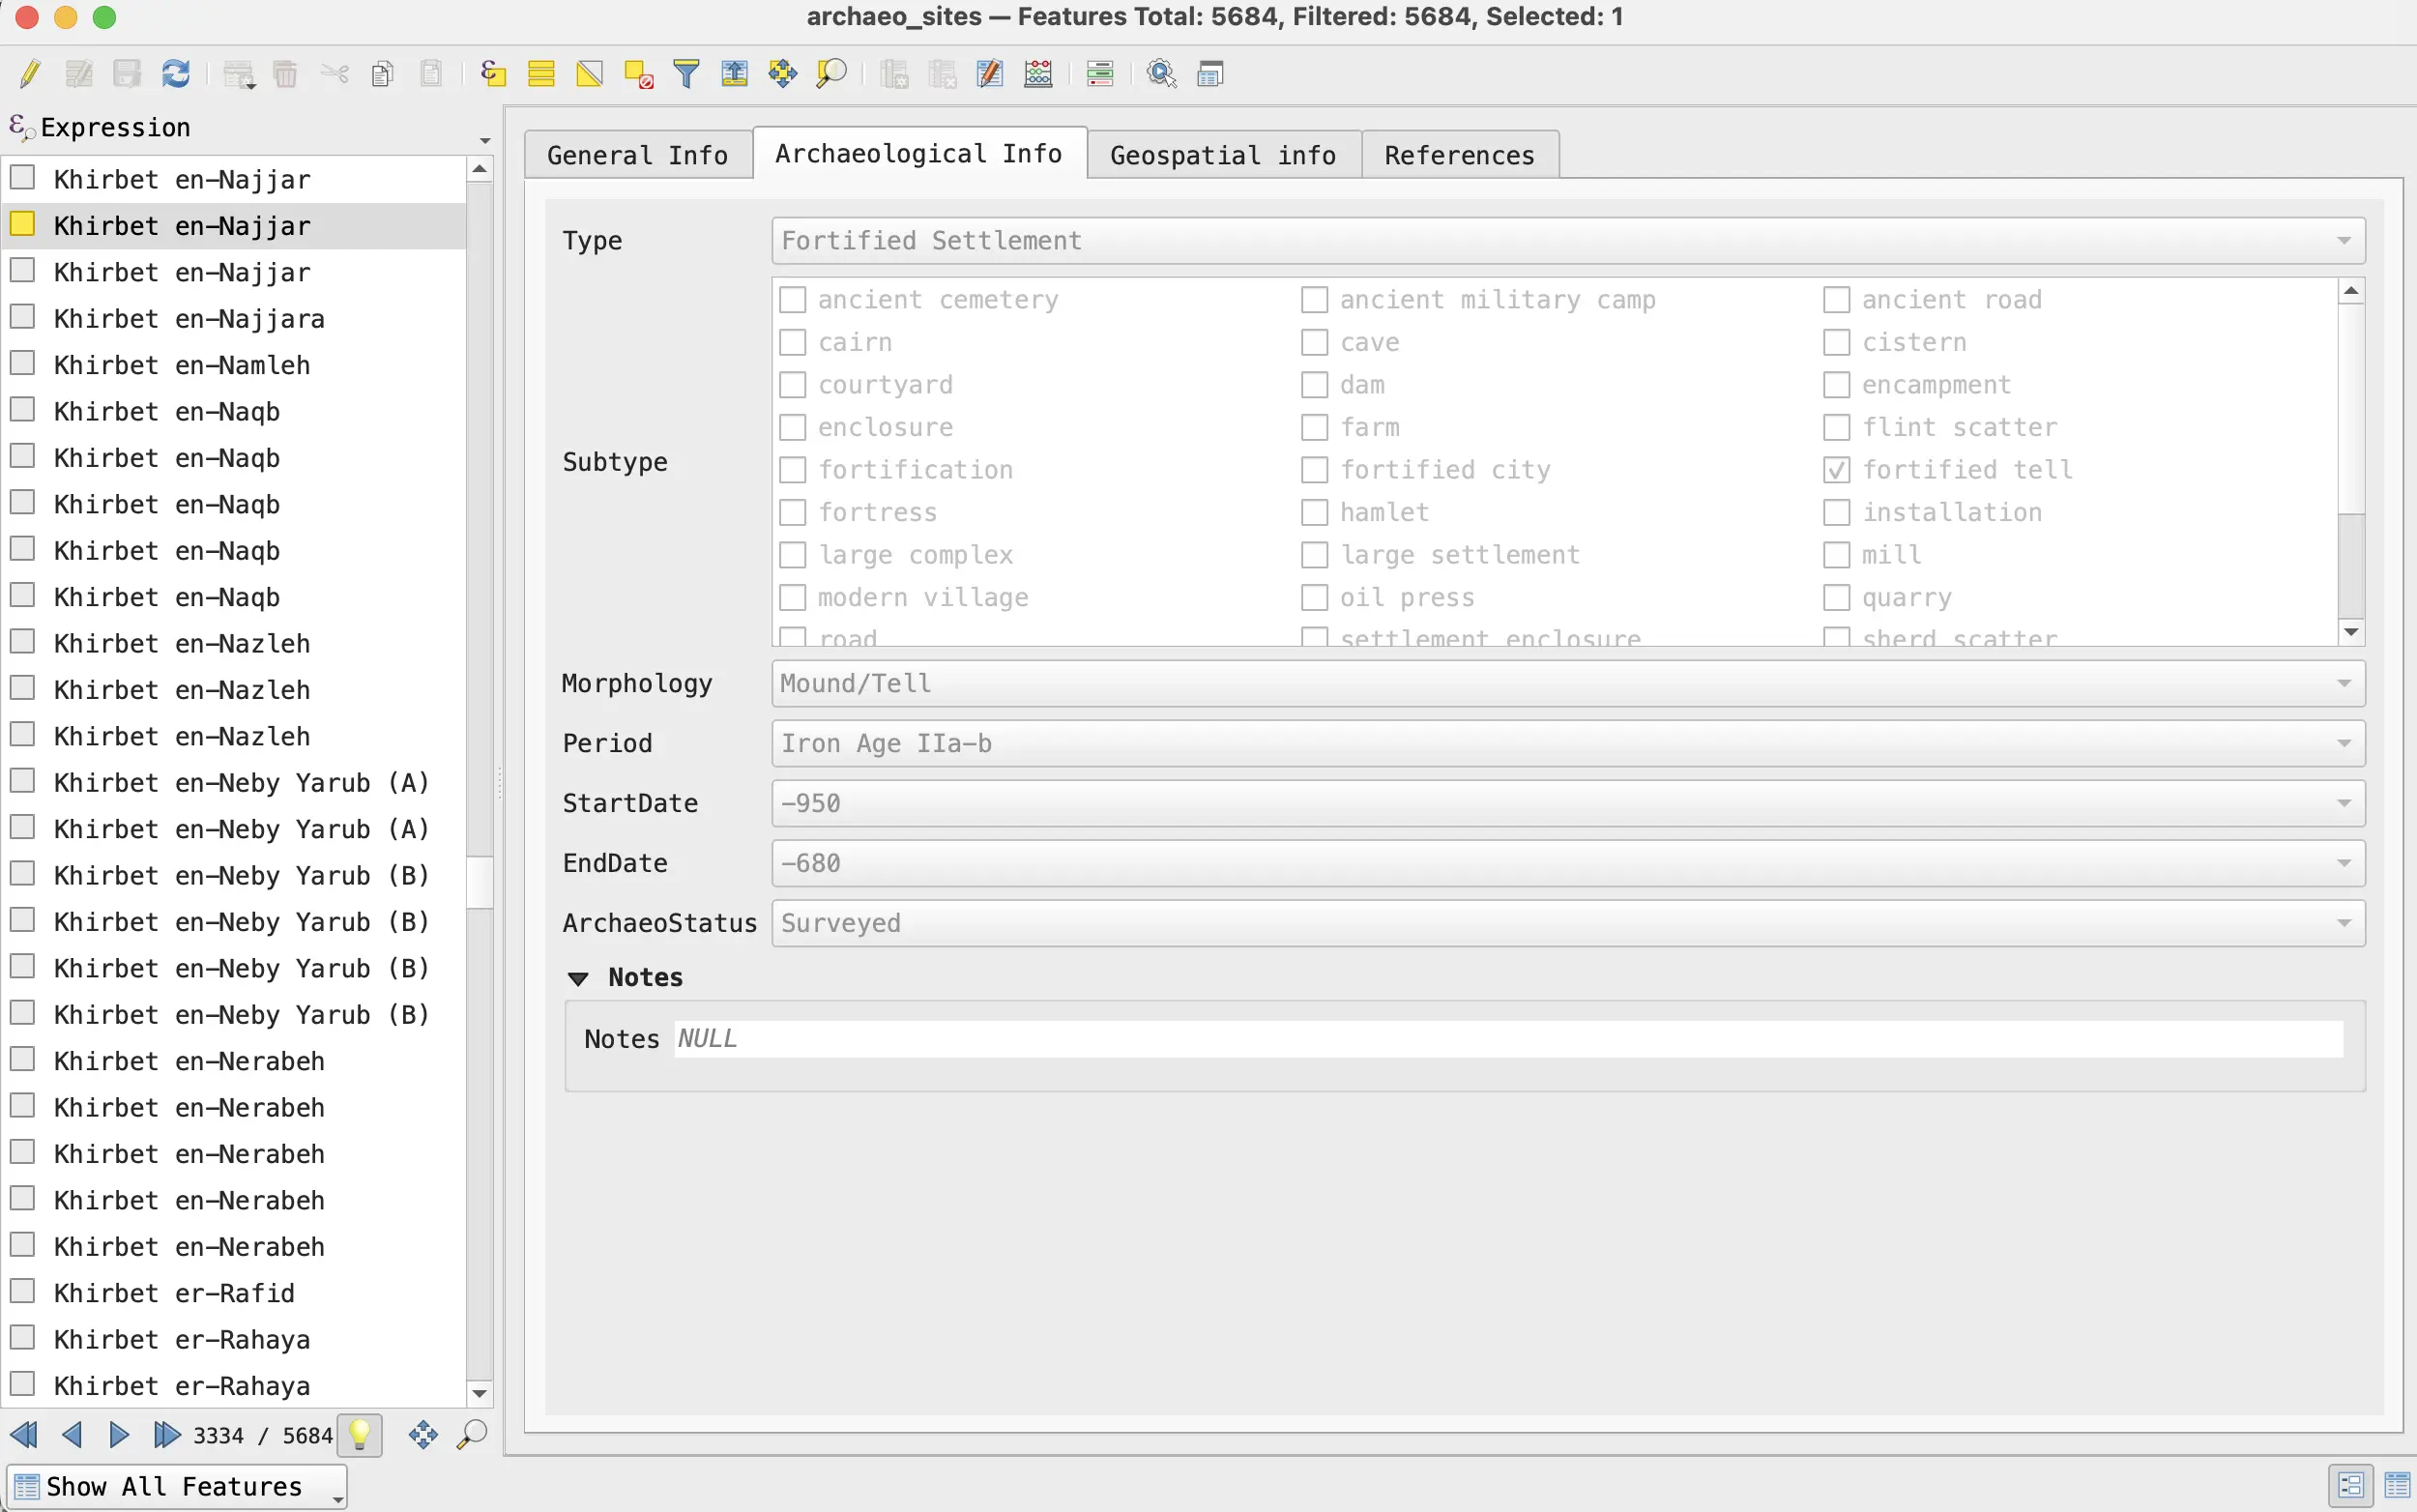 archaeo_sites — Features Total: 5684, Filtered: 5684, Selected: 1
Expression
Khirbet en-Najjar
Khirbet en-Najjar
Khirbet en-Najjar
Khirbet en-Najjara
Khirbet en-Namleh
Khirbet en-Naqb
Khirbet en-Naqb
Khirbet en-Naqb
Khirbet en-Naqb
Khirbet en-Naqb
Khirbet en-Nazleh
Khirbet en-Nazleh
Khirbet en-Nazleh
Khirbet en-Neby Yarub (A)
Khirbet en-Neby Yarub (A)
Khirbet en-Neby Yarub (B)
Khirbet en-Neby Yarub (B)
Khirbet en-Neby Yarub (B)
Khirbet en-Neby Yarub (B)
Khirbet en-Nerabeh
Khirbet en-Nerabeh
Khirbet en-Nerabeh
Khirbet en-Nerabeh
Khirbet en-Nerabeh
Khirbet er-Rafid
Khirbet er-Rahaya
Khirbet er-Rahaya
3334 / 5684
Show All Features
General Info Archaeological Info Geospatial info References
Type Fortified Settlement
Subtype
ancient cemetery ancient military camp ancient road
cairn cave cistern
courtyard dam encampment
enclosure farm flint scatter
fortification fortified city fortified tell
fortress hamlet installation
large complex large settlement mill
modern village oil press quarry
road settlement enclosure sherd scatter
Morphology Mound/Tell
Period Iron Age IIa-b
StartDate -950
EndDate -680
ArchaeoStatus Surveyed
Notes
Notes NULL